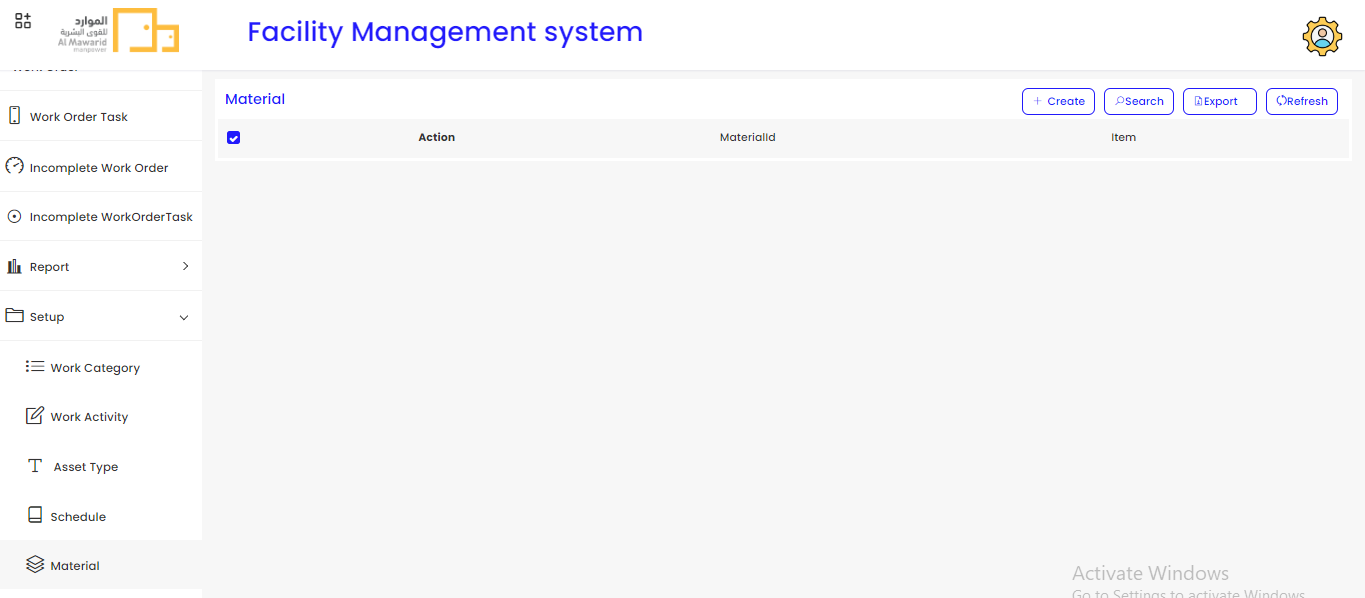 الموارد
للقوى البشرية
Al Mawarid
manpower
Facility Management system
Work Order Task
Incomplete Work Order
Incomplete WorkOrderTask
Report
Setup
Work Category
Work Activity
Asset Type
Schedule
Material
Material
+ Create
Search
Export
Refresh
Action MaterialId Item
Activate Windows
Go to Settings to activate Windows.